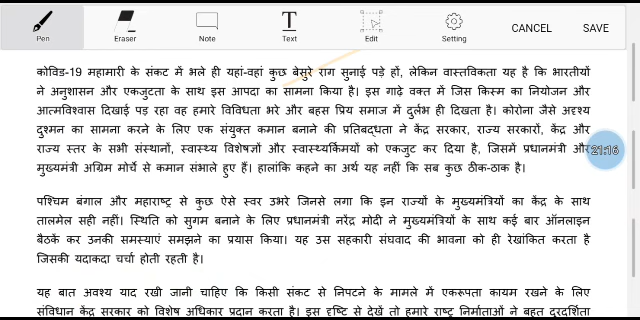 Pen
Eraser
Note
Text
Edit
Setting
CANCEL
SAVE
कोविड-19 महामारी के संकट में भले ही यहां-वहां कुछ बेसुरे राग सुनाई पड़े हों, लेकिन वास्तविकता यह है कि भारतीयों
ने अनुशासन और एकजुटता के साथ इस आपदा का सामना किया है। इस गाढ़े वक्त में जिस किस्म का नियोजन और
आत्मविश्वास दिखाई पड़ रहा वह हमारे विविधता भरे और बहस प्रिय समाज में दुर्लभ ही दिखता है। कोरोना जैसे अदृश्य
दुश्मन का सामना करने के लिए एक संयुक्त कमान बनाने की प्रतिबद्धता ने केंद्र सरकार, राज्य सरकारों, केंद्र और
राज्य स्तर के सभी संस्थानों, स्वास्थ्य विशेषज्ञों और स्वास्थ्यर्किमयों को एकजुट कर दिया है, जिसमें प्रधानमंत्री और
21:16
मुख्यमंत्री अग्रिम मोर्चे से कमान संभाले हुए हैं। हालांकि कहने का अर्थ यह नहीं कि सब कुछ ठीक-ठाक है।
पश्चिम बंगाल और महाराष्ट्र से कुछ ऐसे स्वर उभरे जिनसे लगा कि इन राज्यों के मुख्यमंत्रियों का केंद्र के साथ
तालमेल सही नहीं। स्थिति को सुगम बनाने के लिए प्रधानमंत्री नरेंद्र मोदी ने मुख्यमंत्रियों के साथ कई बार ऑनलाइन
बैठकें कर उनकी समस्याएं समझने का प्रयास किया। यह उस सहकारी संघवाद की भावना को ही रेखांकित करता है
जिसकी यदाकदा चर्चा होती रहती है।
यह बात अवश्य याद रखी जानी चाहिए कि किसी संकट से निपटने के मामले में एकरूपता कायम रखने के लिए
संविधान केंद्र सरकार को विशेष अधिकार प्रदान करता है। इस दृष्टि से देखें तो हमारे राष्ट्र निर्माताओं ने बहुत दूरदर्शिता